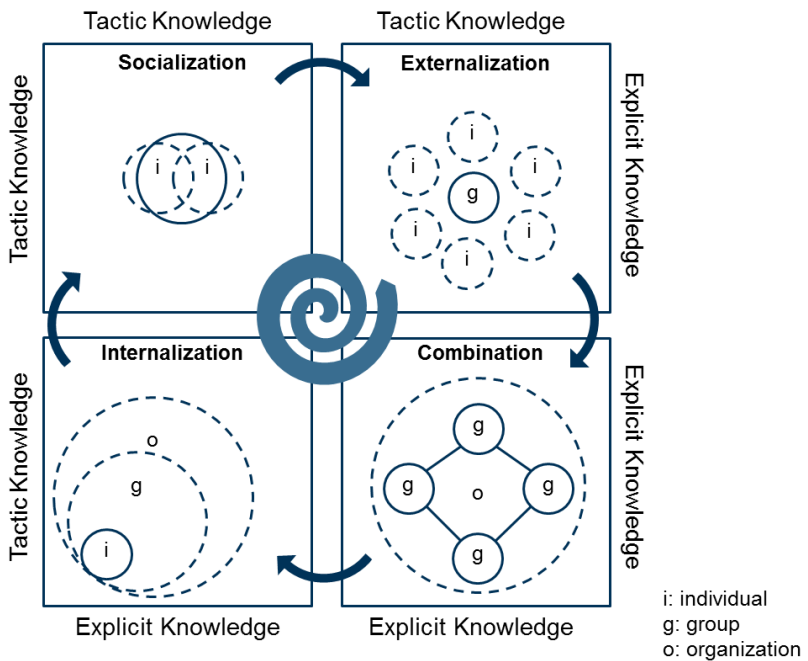 Tactic Knowledge
Tactic Knowledge
Socialization
Externalization
Tactic Knowledge
Explicit Knowledge
i
i
i
i
i
g
i
i
i
Internalization
Combination
Tactic Knowledge
Explicit Knowledge
o
g
i
g
g
o
g
g
Explicit Knowledge
Explicit Knowledge
i: individual
g: group
o: organization